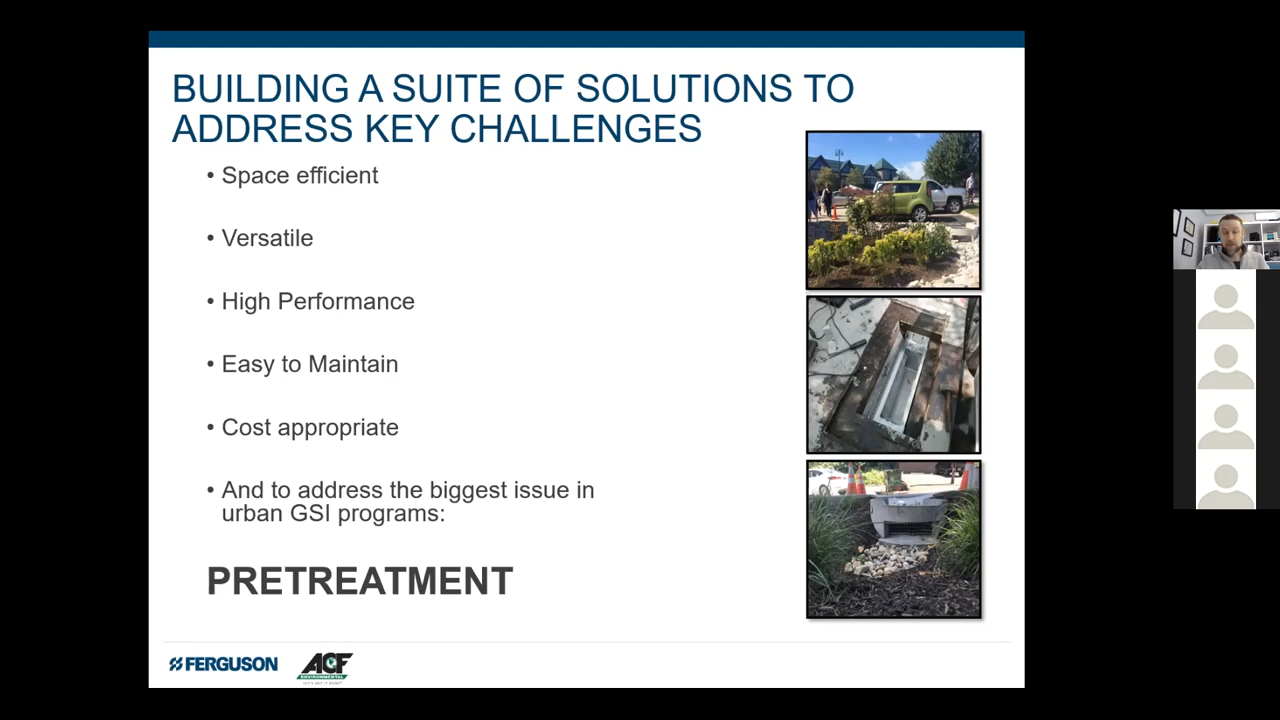 BUILDING A SUITE OF SOLUTIONS TO
ADDRESS KEY CHALLENGES
• Space efficient
• Versatile
• High Performance
• Easy to Maintain
• Cost appropriate
• And to address the biggest issue in
urban GSI programs:
PRETREATMENT
FERGUSON
ACF
ENVIRONMENTAL